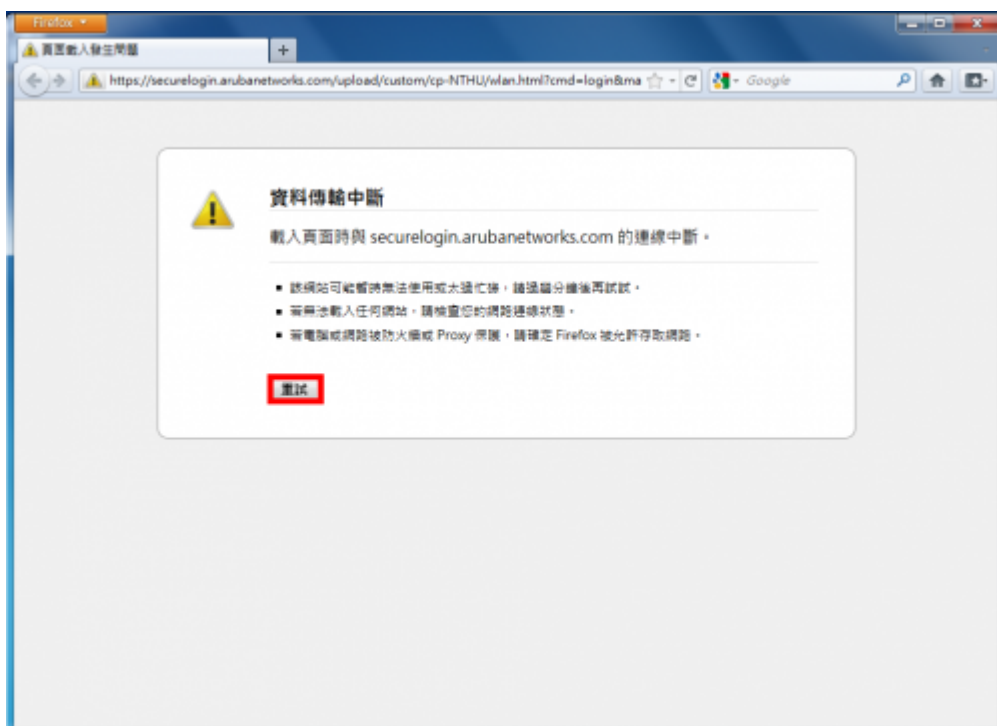 Firefox
頁面載入發生問題
https://securelogin.arubanetworks.com/upload/custom/cp-NTHU/wlan.html?cmd=login&ma
Google
資料傳輸中斷
載入頁面時與 securelogin.arubanetworks.com 的連線中斷。
該網站可能暫時無法使用或太過忙碌，請過幾分鐘後再試試。
若無法載入任何網站，請檢查您的網路連線狀態。
若電腦或網路被防火牆或 Proxy 保護，請確定 Firefox 被允許存取網路。
重試